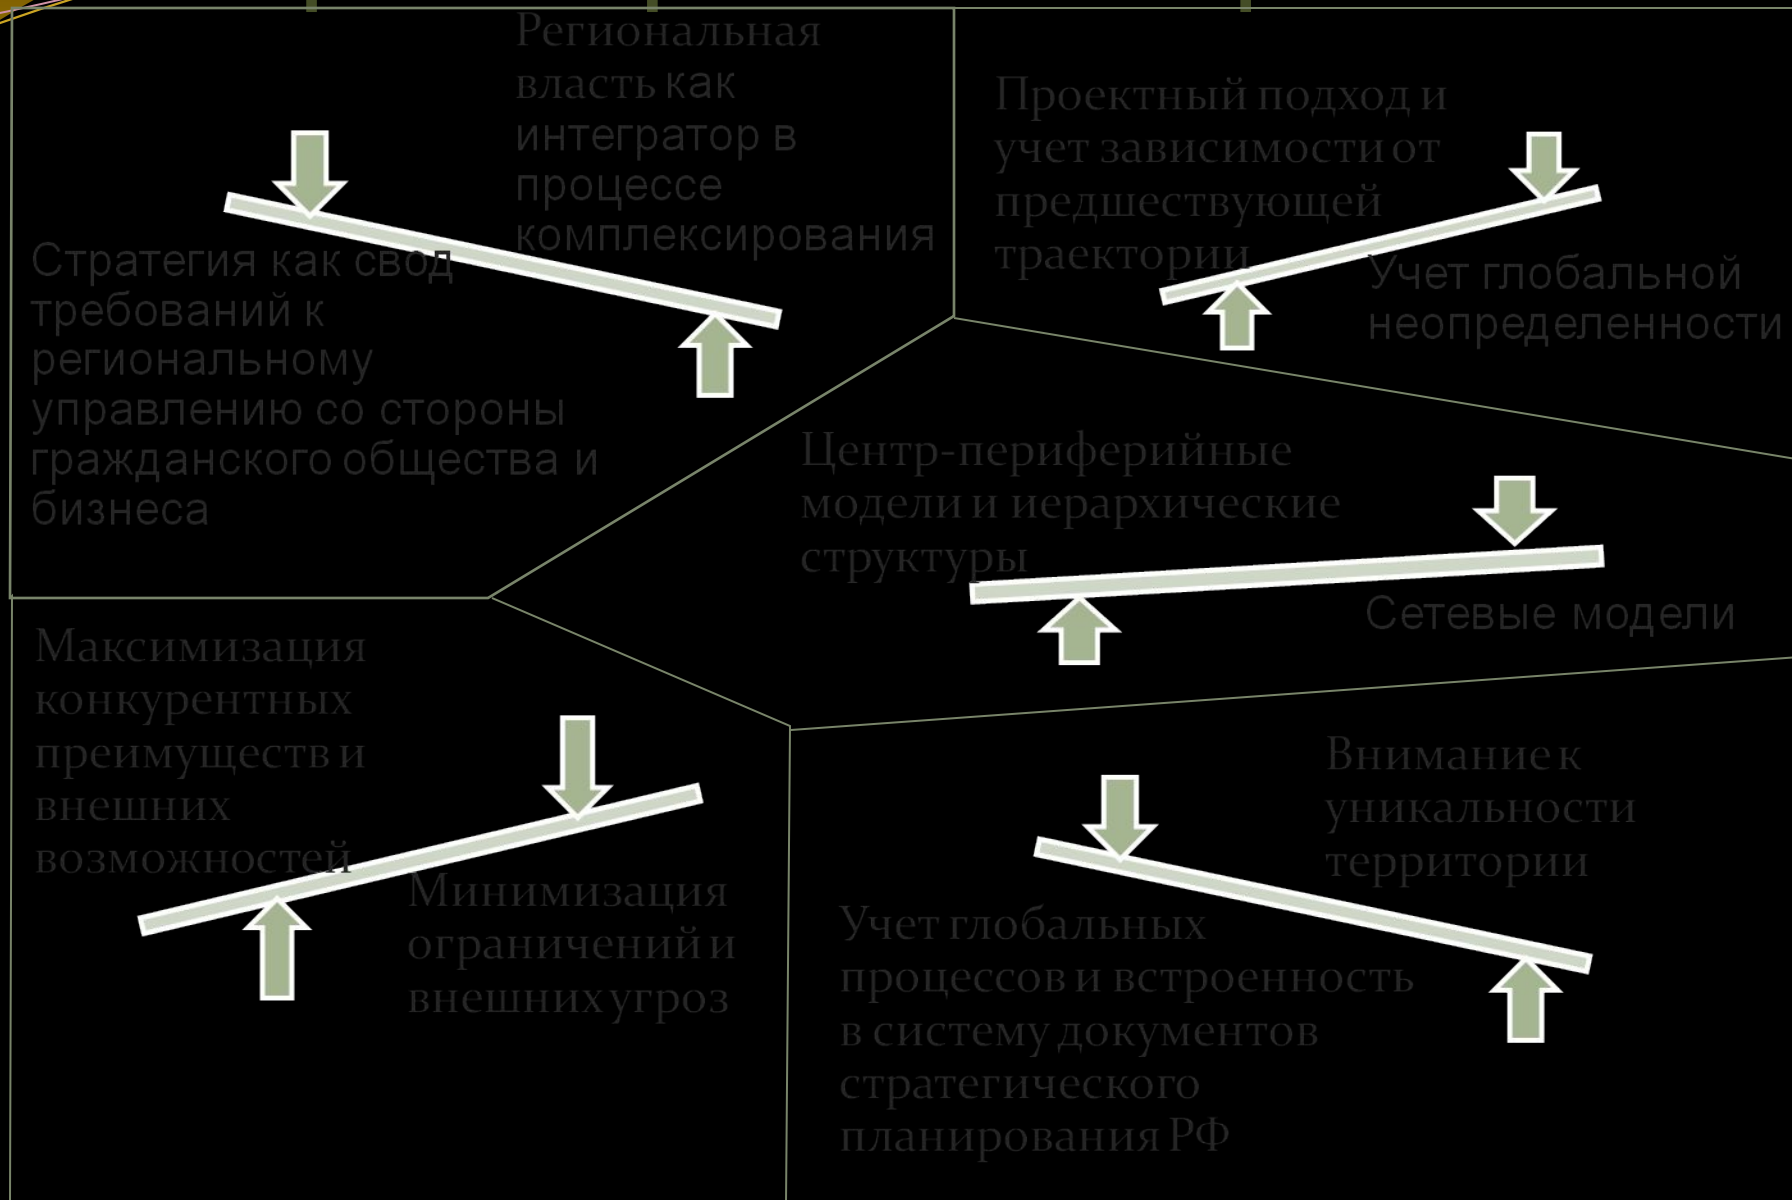 Региональная
власть как
интегратор в
процессе
комплексирования
Стратегия как свод
требований к
региональному
управлению со стороны
гражданского общества и
бизнеса
Проектный подход и
учет зависимости от
предшествующей
траектории
Учет глобальной
неопределенности
Центр-периферийные
модели и иерархические
структуры
Сетевые модели
Максимизация
конкурентных
преимуществ и
внешних
возможностей
Минимизация
ограничений и
внешних угроз
Внимание к
уникальности
территории
Учет глобальных
процессов и встроенность
в систему документов
стратегического
планирования РФ